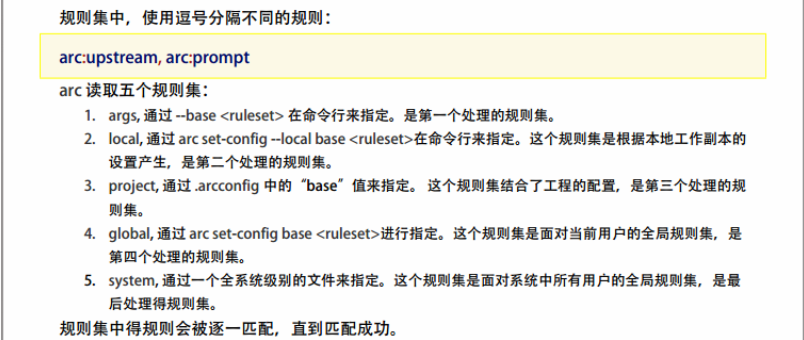 规则集中，使用逗号分隔不同的规则：
arc:upstream, arc:prompt
arc 读取五个规则集：
1. args, 通过 --base <ruleset> 在命令行来指定。是第一个处理的规则集。
2. local, 通过 arc set-config --local base <ruleset>在命令行来指定。这个规则集是根据本地工作副本的
设置产生，是第二个处理的规则集。
3. project, 通过 .arcconfig 中的“base”值来指定。 这个规则集结合了工程的配置，是第三个处理的规
则集。
4. global, 通过 arc set-config base <ruleset>进行指定。这个规则集是面对当前用户的全局规则集，是
第四个处理的规则集。
5. system, 通过一个全系统级别的文件来指定。这个规则集是面对系统中所有用户的全局规则集，是最
后处理得规则集。
规则集中得规则会被逐一匹配，直到匹配成功。